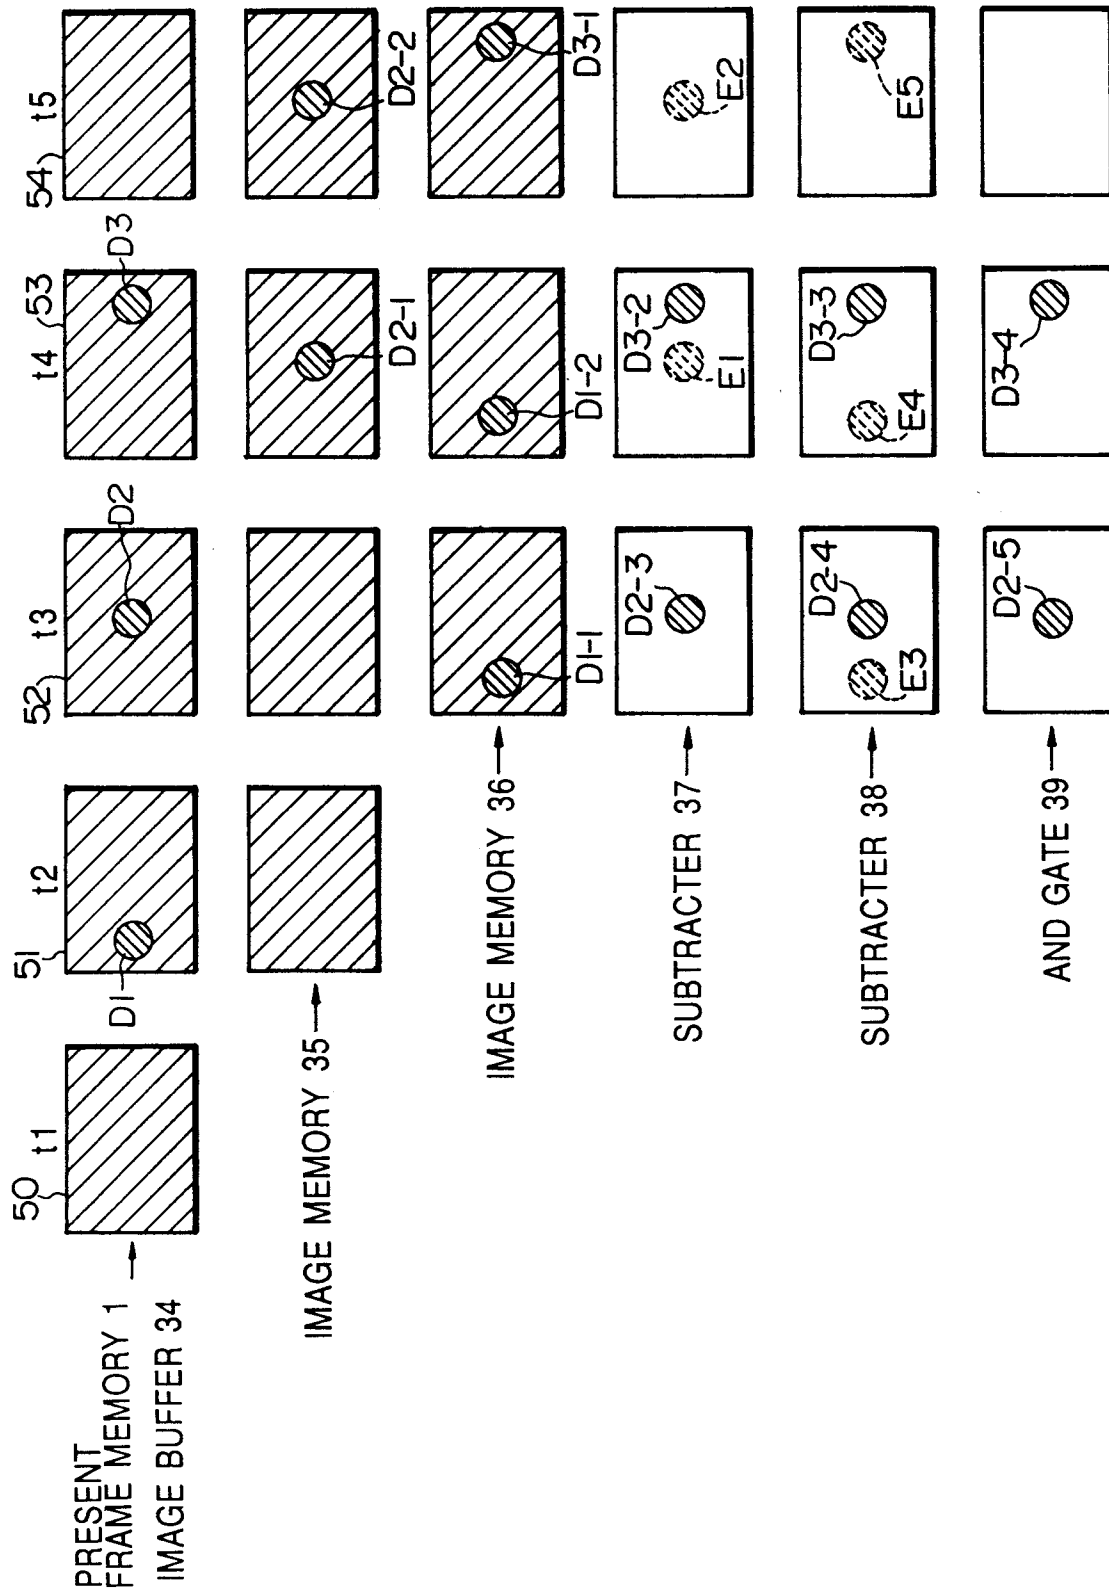 50 t1
51 t2
52 t3
t4 53
54 t5
PRESENT
FRAME MEMORY 1
IMAGE BUFFER 34
D1
D2
D3
IMAGE MEMORY 35
D2-1
D2-2
IMAGE MEMORY 36
D1-1
D1-2
D3-1
SUBTRACTER 37
D2-3
D3-2
E1
E2
SUBTRACTER 38
E3
D2-4
E4
D3-3
E5
AND GATE 39
D2-5
D3-4